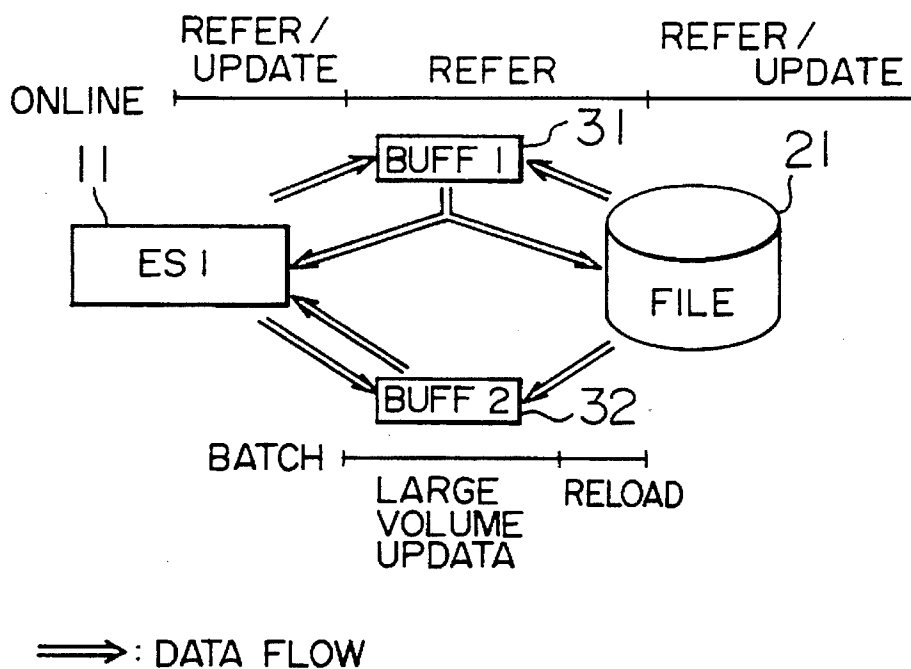 REFER/
UPDATE
REFER
REFER/
UPDATE
ONLINE
31
BUFF 1
21
11
ES 1
FILE
BUFF 2
32
BATCH
LARGE
VOLUME
UPDATA
RELOAD
: DATA FLOW